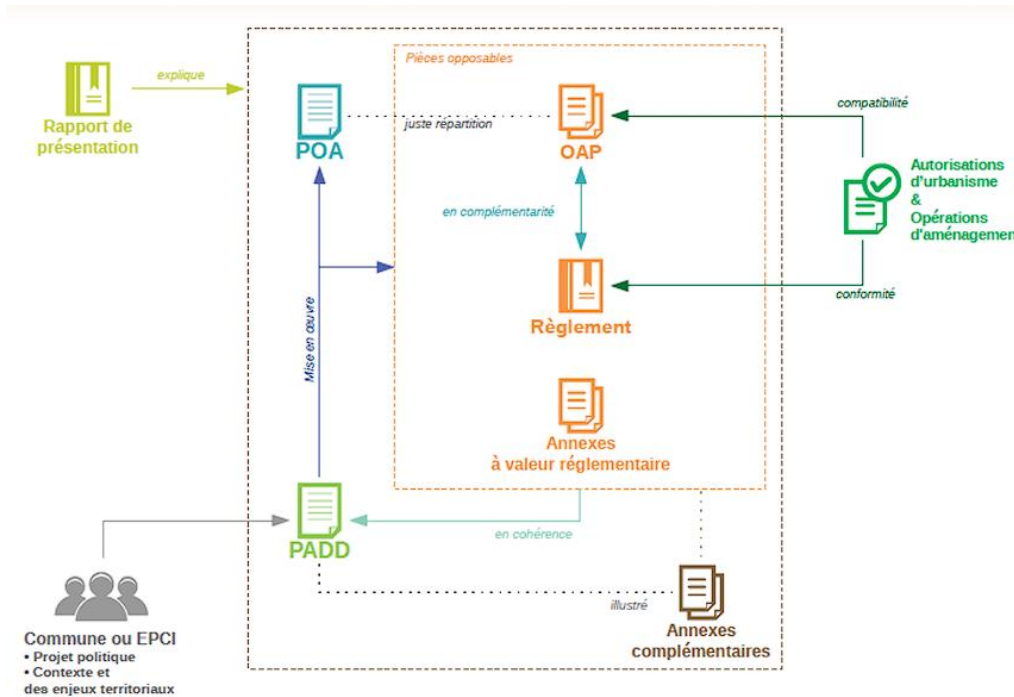 Pièces opposables
explique
Rapport de
présentation
POA
juste répartition
OAP
compatibilité
Autorisations
d'urbanisme
&
Opérations
d'aménagement
en complémentarité
conformité
Règlement
Mise en œuvre
Annexes
à valeur réglementaire
PADD
en cohérence
illustré
Annexes
complémentaires
Commune ou EPCI
• Projet politique
• Contexte et
des enjeux territoriaux